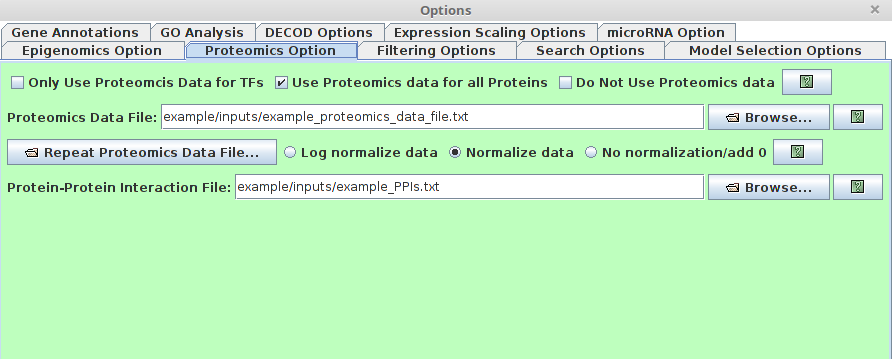 Options
Gene Annotations GO Analysis DECOD Options Expression Scaling Options microRNA Option
Epigenomics Option Proteomics Option Filtering Options Search Options Model Selection Options
Only Use Proteomcis Data for TFs Use Proteomics data for all Proteins Do Not Use Proteomics data ?
Proteomics Data File: example/inputs/example_proteomics_data_file.txt Browse... ?
Repeat Proteomics Data File... Log normalize data Normalize data No normalization/add 0 ?
Protein-Protein Interaction File: example/inputs/example_PPIs.txt Browse... ?